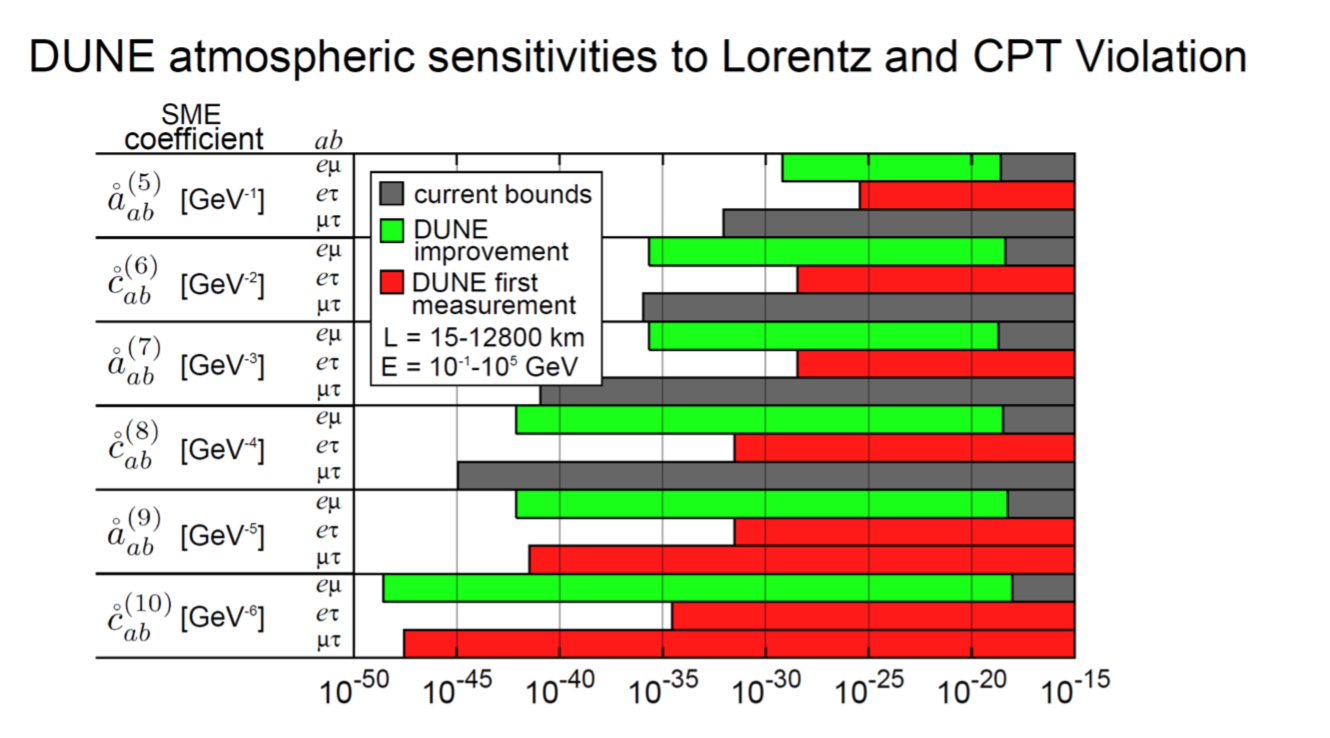 DUNE atmospheric sensitivities to Lorentz and CPT Violation
SME
coefficient
ab
å_{ab}^{(5)} [GeV⁻¹]
eμ
eτ
μτ
c̊_{ab}^{(6)} [GeV⁻²]
eμ
eτ
μτ
å_{ab}^{(7)} [GeV⁻³]
eμ
eτ
μτ
c̊_{ab}^{(8)} [GeV⁻⁴]
eμ
eτ
μτ
å_{ab}^{(9)} [GeV⁻⁵]
eμ
eτ
μτ
c̊_{ab}^{(10)} [GeV⁻⁶]
eμ
eτ
μτ
current bounds
DUNE
improvement
DUNE first
measurement
L = 15-12800 km
E = 10⁻¹-10⁵ GeV
10⁻⁵⁰ 10⁻⁴⁵ 10⁻⁴⁰ 10⁻³⁵ 10⁻³⁰ 10⁻²⁵ 10⁻²⁰ 10⁻¹⁵